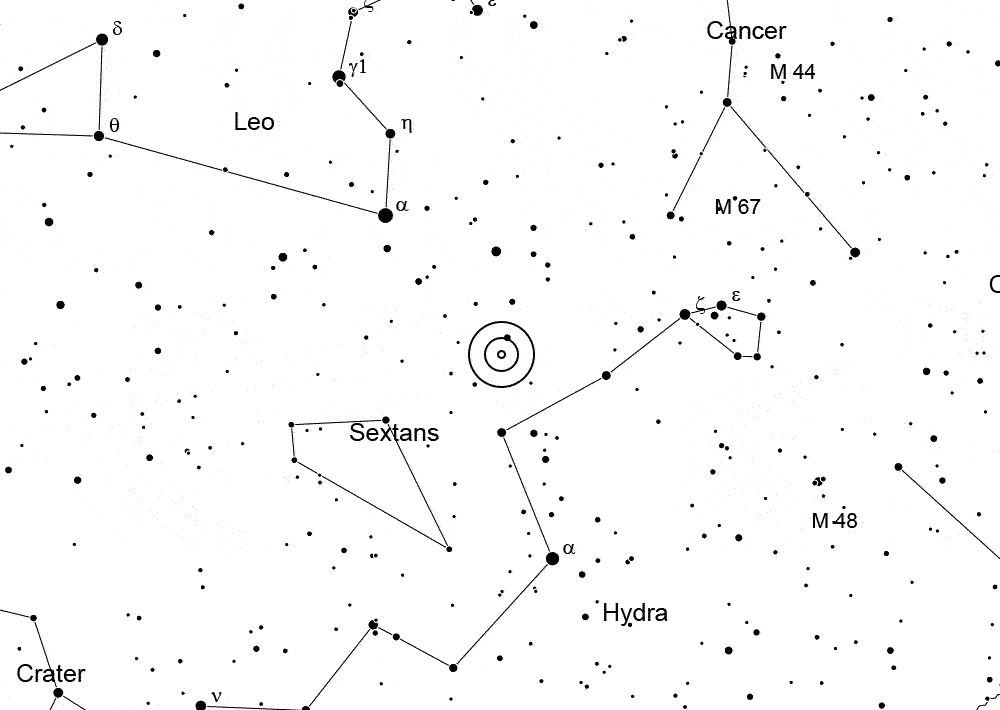 ζ
ε
δ
Cancer
γ1
M 44
Leo
η
θ
α
M 67
ζ
ε
Sextans
M 48
α
Hydra
Crater
ν